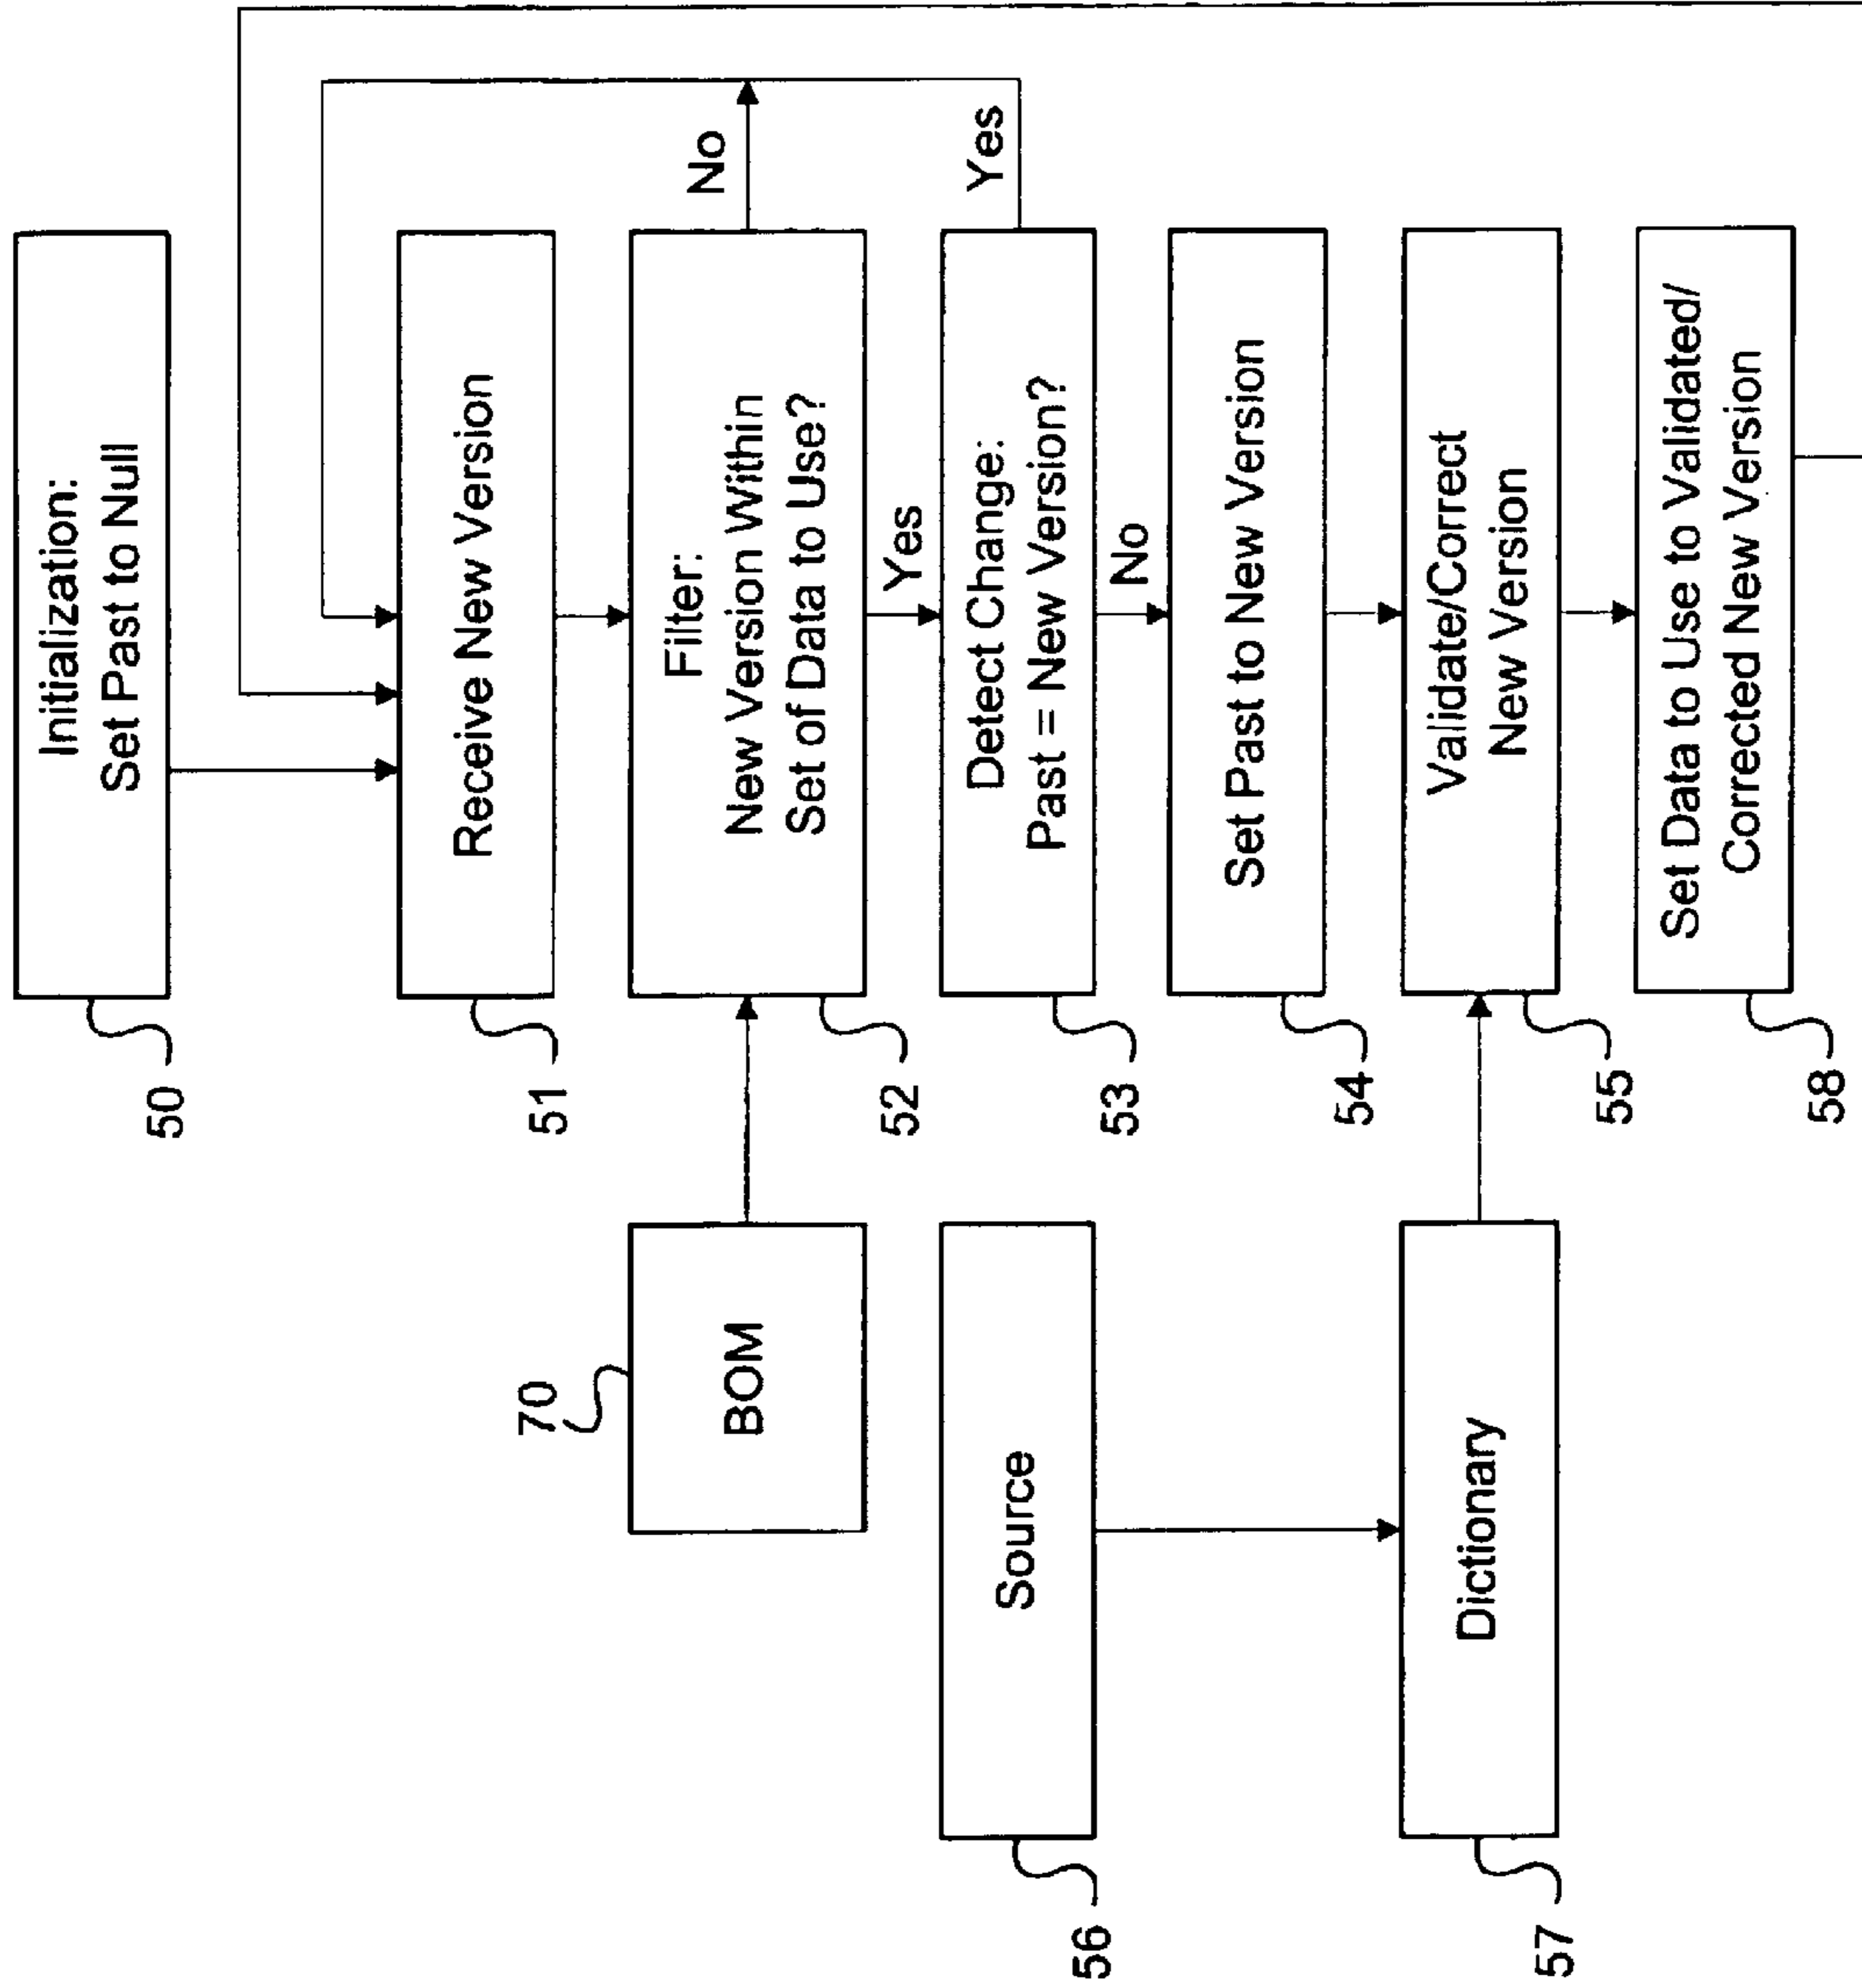 Initialization:
Set Past to Null
50
Receive New Version
51
No
Filter:
New Version Within
Set of Data to Use?
52
BOM
70
Yes
Yes
Detect Change:
Past = New Version?
53
Source
56
No
Set Past to New Version
54
Validate/Correct
New Version
55
Dictionary
57
Set Data to Use to Validated/
Corrected New Version
58